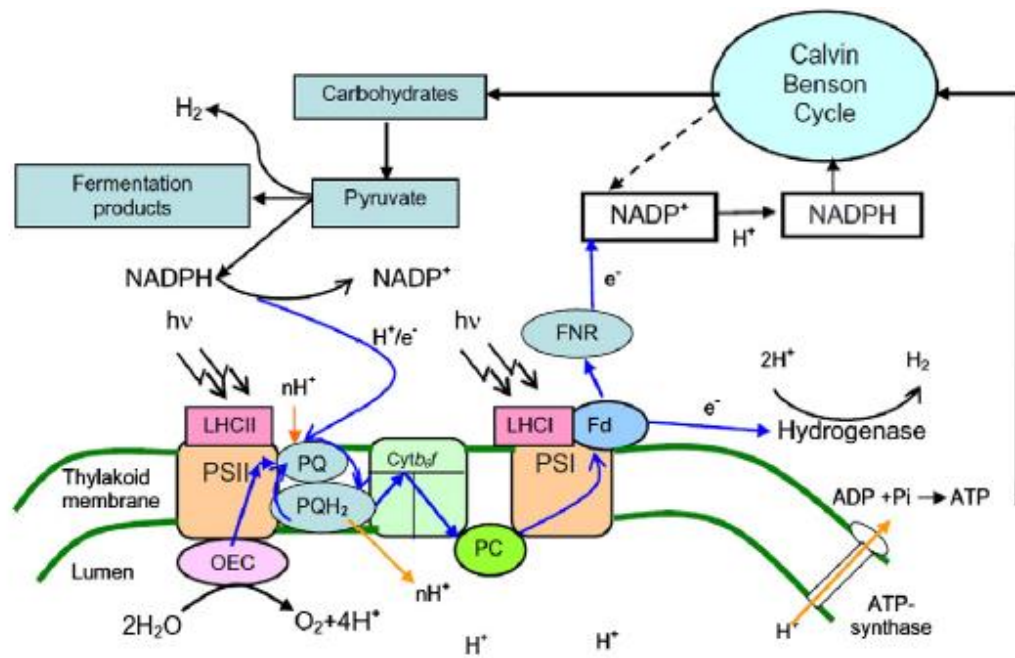 Calvin
Benson
Cycle
Carbohydrates
H₂
Fermentation
products
Pyruvate
NADP⁺
H⁺
NADPH
NADPH
NADP⁺
e⁻
hν
H⁺/e⁻
hν
FNR
2H⁺
H₂
nH⁺
LHCII
LHCI
Fd
e⁻
Hydrogenase
PSII
PQ
Cytb₆f
PSI
Thylakoid
membrane
PQH₂
ADP +Pi → ATP
PC
Lumen
OEC
nH⁺
2H₂O
O₂+4H⁺
H⁺
H⁺
H⁺
ATP-
synthase